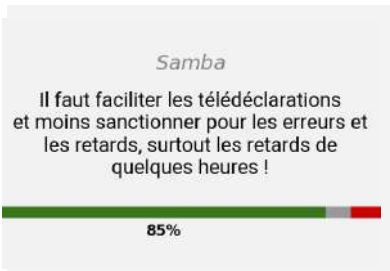 Samba
Il faut faciliter les télédéclarations
et moins sanctionner pour les erreurs et
les retards, surtout les retards de
quelques heures !
85%